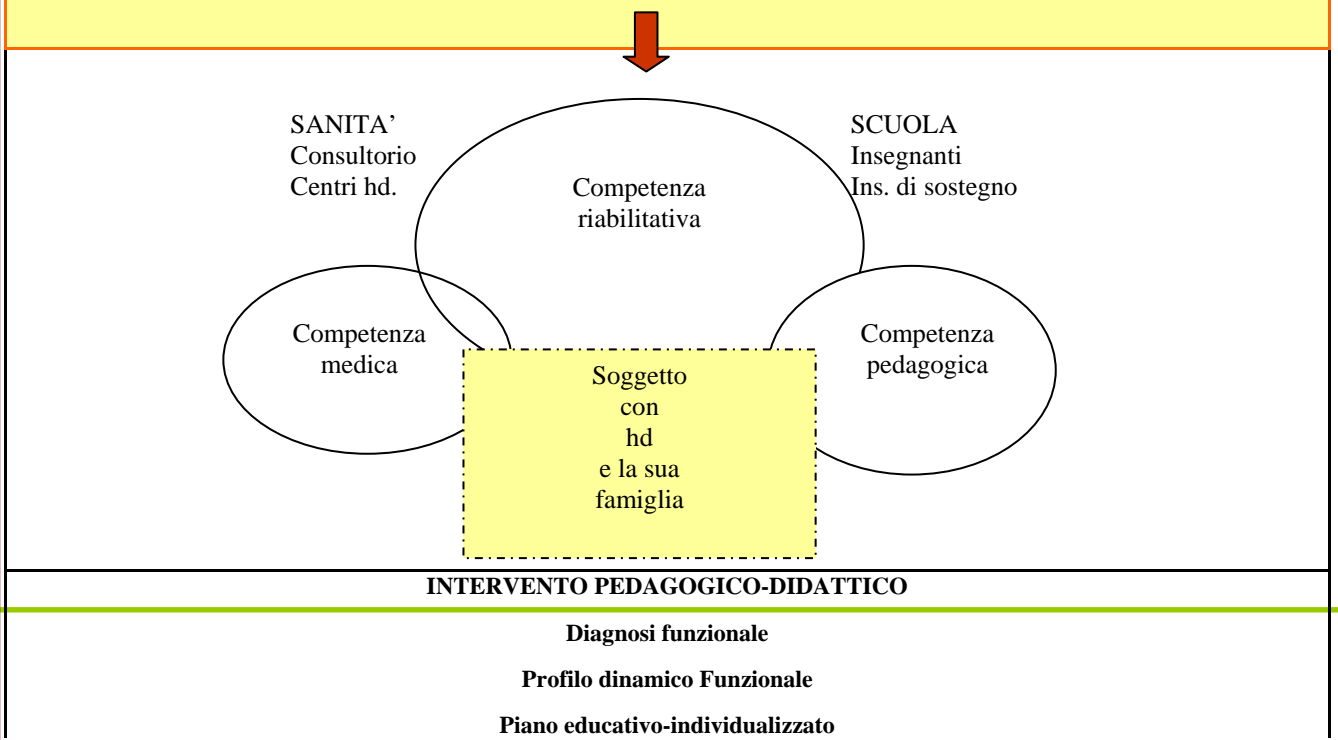 SANITA’
Consultorio
Centri hd.
SCUOLA
Insegnanti
Ins. di sostegno
Competenza
riabilitativa
Competenza
medica
Competenza
pedagogica
Soggetto
con
hd
e la sua
famiglia
INTERVENTO PEDAGOGICO-DIDATTICO
Diagnosi funzionale
Profilo dinamico Funzionale
Piano educativo-individualizzato